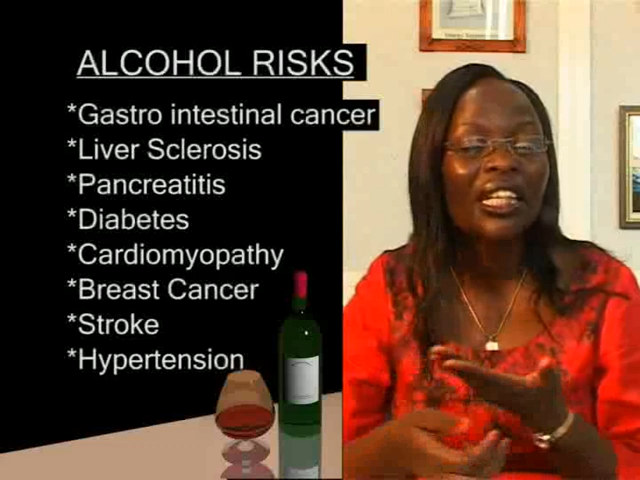 ALCOHOL RISKS
*Gastro intestinal cancer
*Liver Sclerosis
*Pancreatitis
*Diabetes
*Cardiomyopathy
*Breast Cancer
*Stroke
*Hypertension